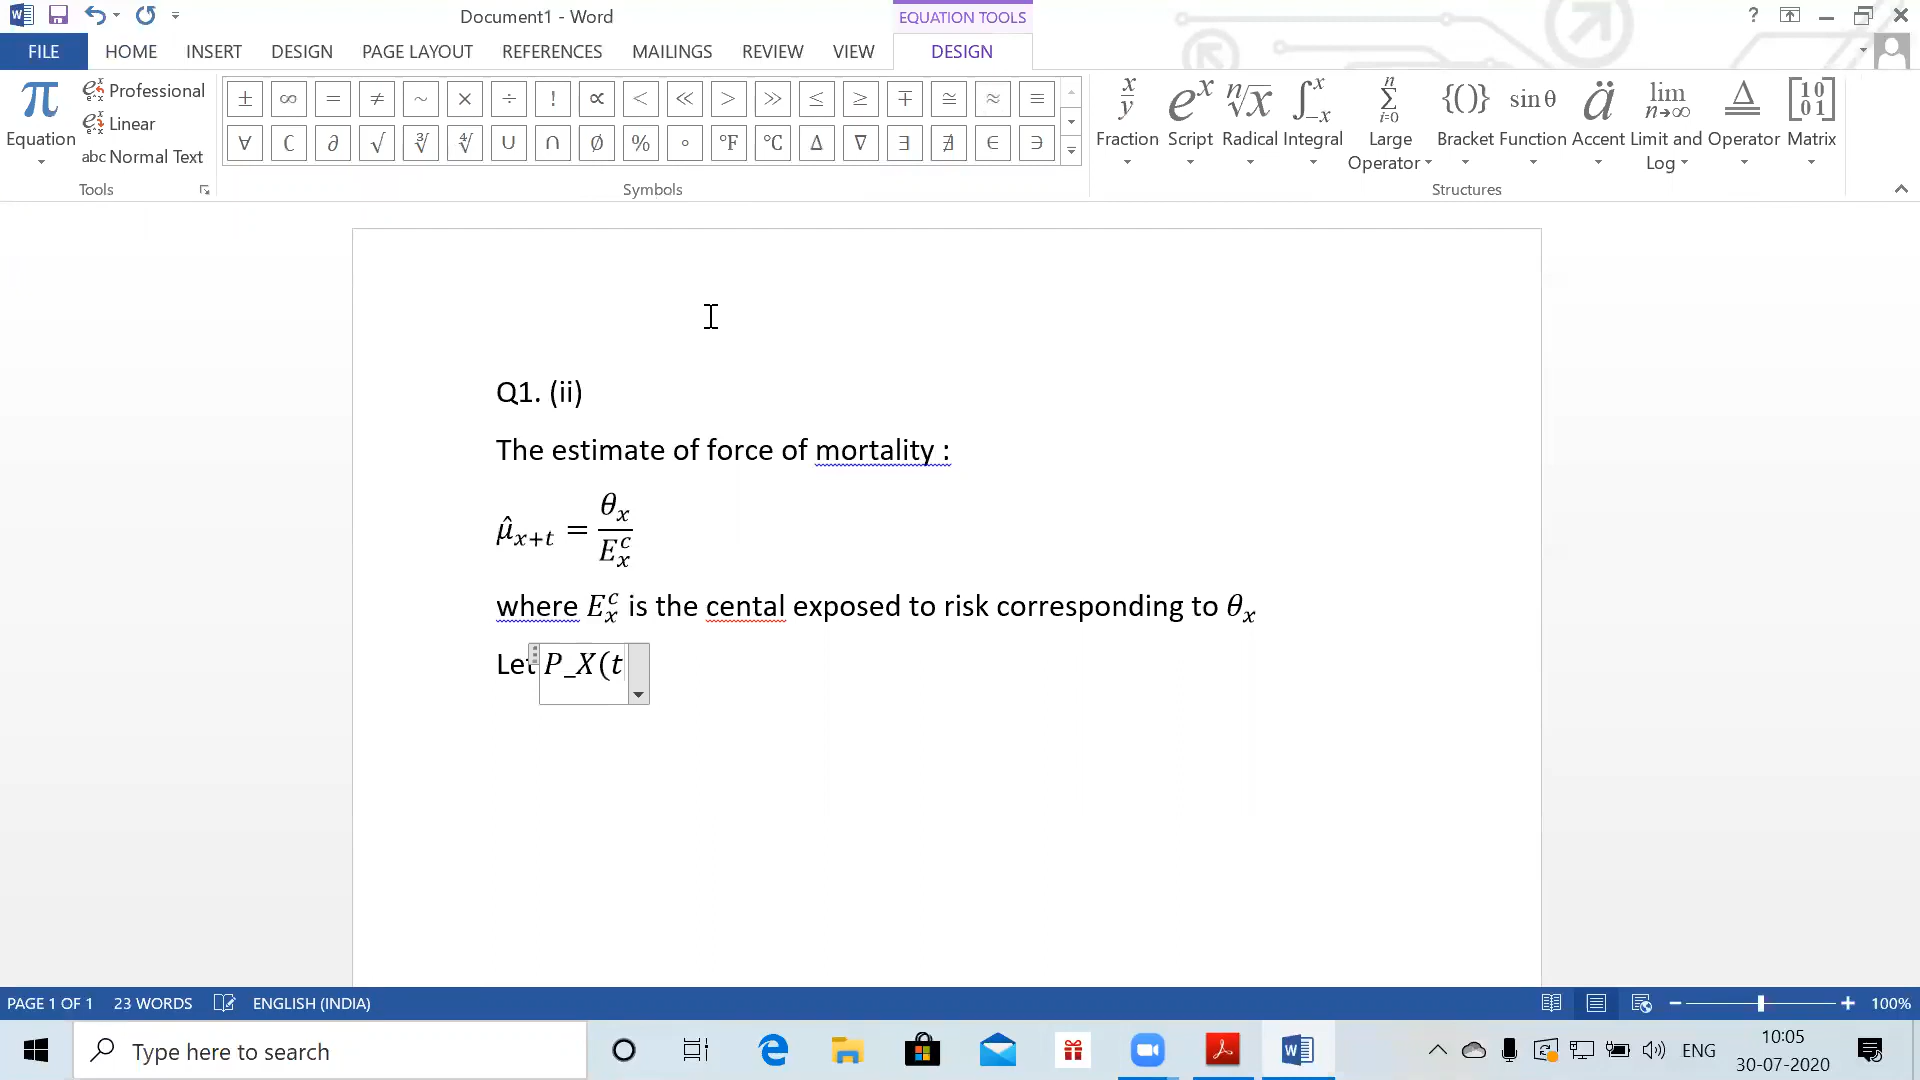 Document1 - Word
EQUATION TOOLS
?
FILE HOME INSERT DESIGN PAGE LAYOUT REFERENCES MAILINGS REVIEW VIEW DESIGN
π Equation
Professional
Linear
abc Normal Text
Tools
± ∞ = ≠ ~ × ÷ ! ∝ < ≪ > ≫ ≤ ≥ ∓ ≅ ≈ ≡
∀ ∁ ∂ √ ∛ ∜ ∪ ∩ ∅ % ° °F °C ∆ ∇ ∃ ∄ ∈ ∋
Symbols
Fraction Script Radical Integral Large Operator Bracket Function Accent Limit and Log Operator Matrix
Structures
Q1. (ii)
The estimate of force of mortality :
μ̂_{x+t} = θ_x / E_x^c
where E_x^c is the cental exposed to risk corresponding to θ_x
Let P_X(t
PAGE 1 OF 1 23 WORDS ENGLISH (INDIA) 100%
Type here to search
ENG
10:05
30-07-2020